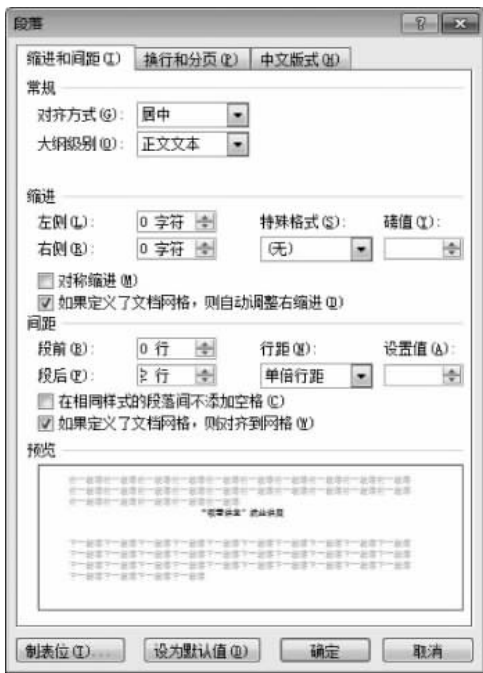 段落
缩进和间距(I) 换行和分页(P) 中文版式(H)
常规
对齐方式(G): 居中
大纲级别(O): 正文文本
缩进
左侧(L): 0 字符 特殊格式(S): 磅值(Y):
右侧(R): 0 字符 (无)
对称缩进(M)
如果定义了文档网格，则自动调整右缩进(D)
间距
段前(B): 0 行 行距(N): 设置值(A):
段后(F): 行 单倍行距
在相同样式的段落间不添加空格(C)
如果定义了文档网格，则对齐到网格(W)
预览
制表位(T)... 设为默认值(D) 确定 取消